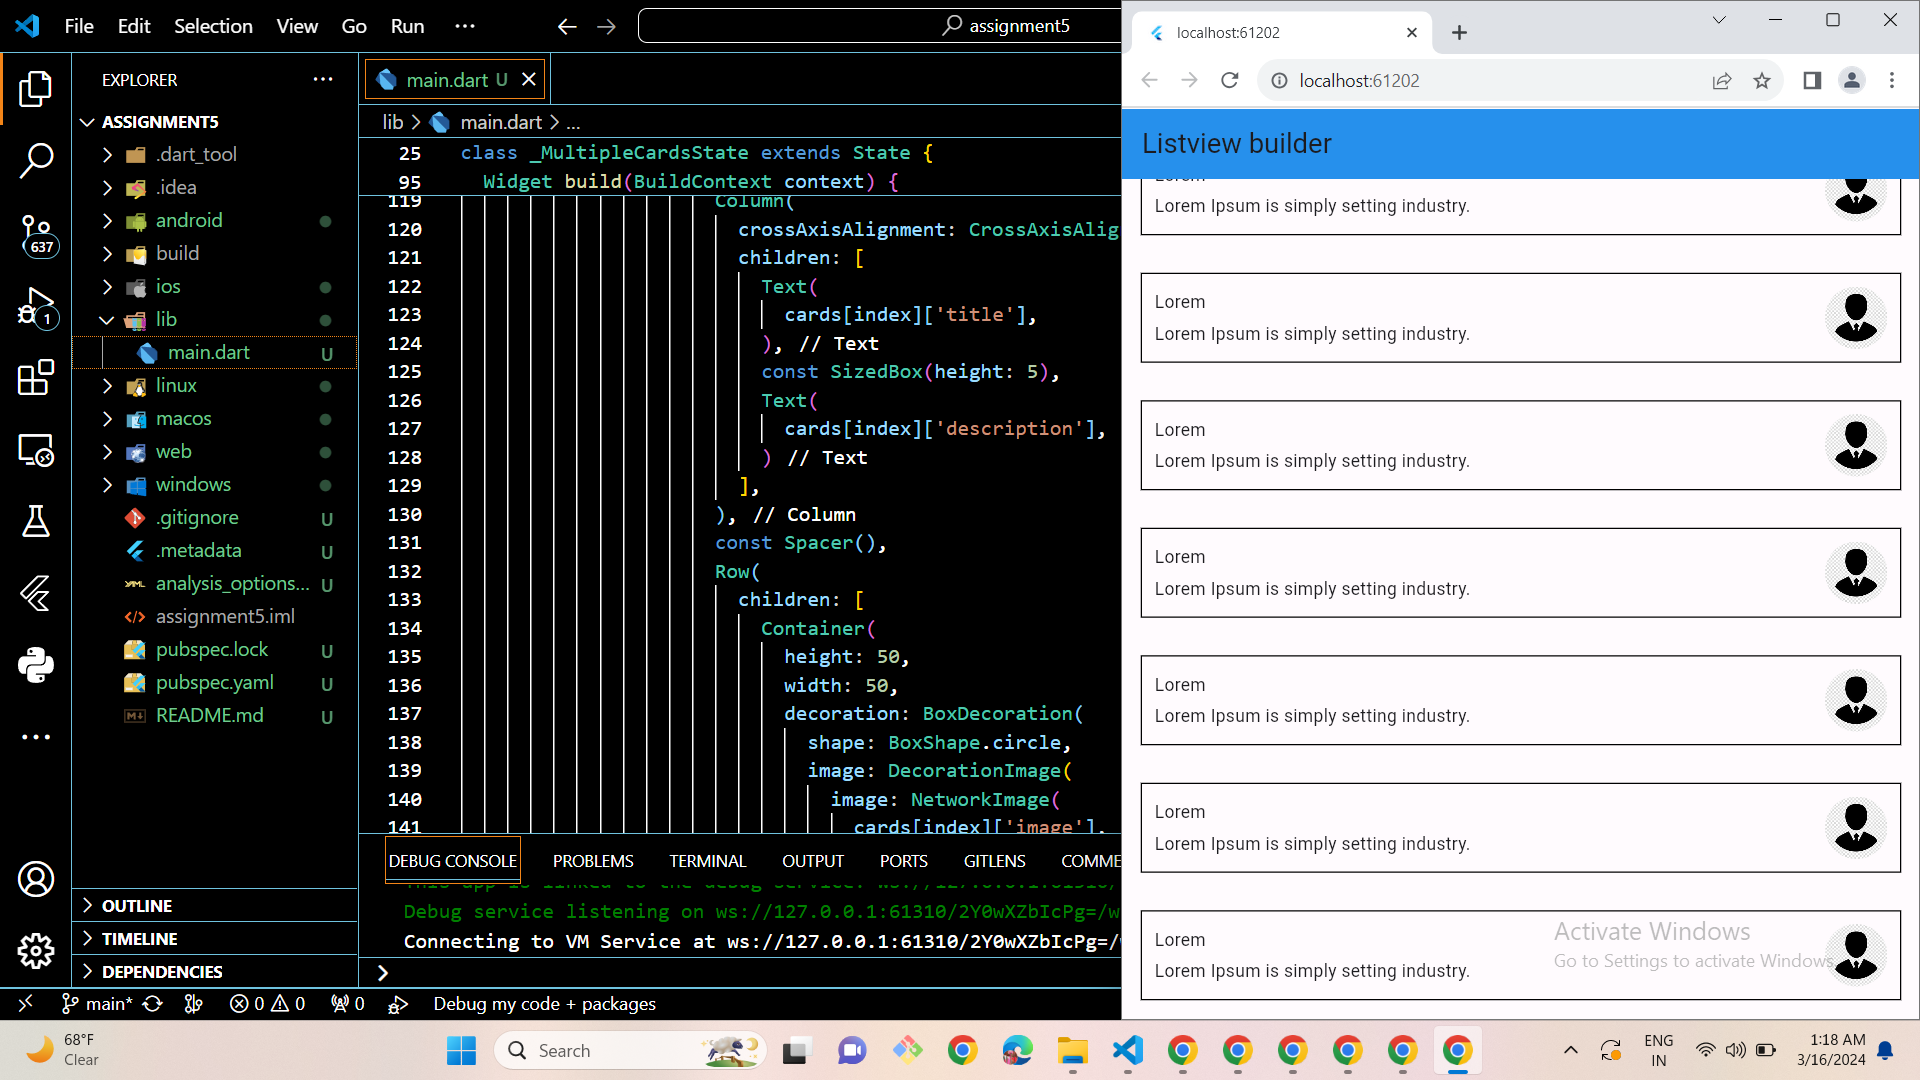 File Edit Selection View Go Run ···
assignment5
EXPLORER
ASSIGNMENT5
.dart_tool
.idea
android
build
ios
lib
main.dart U
linux
macos
web
windows
.gitignore U
.metadata U
analysis_options... U
assignment5.iml
pubspec.lock U
pubspec.yaml U
README.md U
OUTLINE
TIMELINE
DEPENDENCIES
637
1
main.dart U
lib > main.dart > ...
25 class _MultipleCardsState extends State {
95 Widget build(BuildContext context) {
119 Column(
120 crossAxisAlignment: CrossAxisAlig
121 children: [
122 Text(
123 cards[index]['title'],
124 ), // Text
125 const SizedBox(height: 5),
126 Text(
127 cards[index]['description'],
128 ) // Text
129 ],
130 ), // Column
131 const Spacer(),
132 Row(
133 children: [
134 Container(
135 height: 50,
136 width: 50,
137 decoration: BoxDecoration(
138 shape: BoxShape.circle,
139 image: DecorationImage(
140 image: NetworkImage(
141 cards[index]['image'],
DEBUG CONSOLE PROBLEMS TERMINAL OUTPUT PORTS GITLENS COMME
This app is linked to the debug service: ws://127.0.0.1:61310/
Debug service listening on ws://127.0.0.1:61310/2Y0wXZbIcPg=/w
Connecting to VM Service at ws://127.0.0.1:61310/2Y0wXZbIcPg=/
main* 0 0 0 Debug my code + packages
localhost:61202
localhost:61202
Listview builder
Lorem
Lorem Ipsum is simply setting industry.
Lorem
Lorem Ipsum is simply setting industry.
Lorem
Lorem Ipsum is simply setting industry.
Lorem
Lorem Ipsum is simply setting industry.
Lorem
Lorem Ipsum is simply setting industry.
Lorem
Lorem Ipsum is simply setting industry.
Lorem
Lorem Ipsum is simply setting industry.
Activate Windows
Go to Settings to activate Windows
68°F
Clear
Search
ENG
IN
1:18 AM
3/16/2024